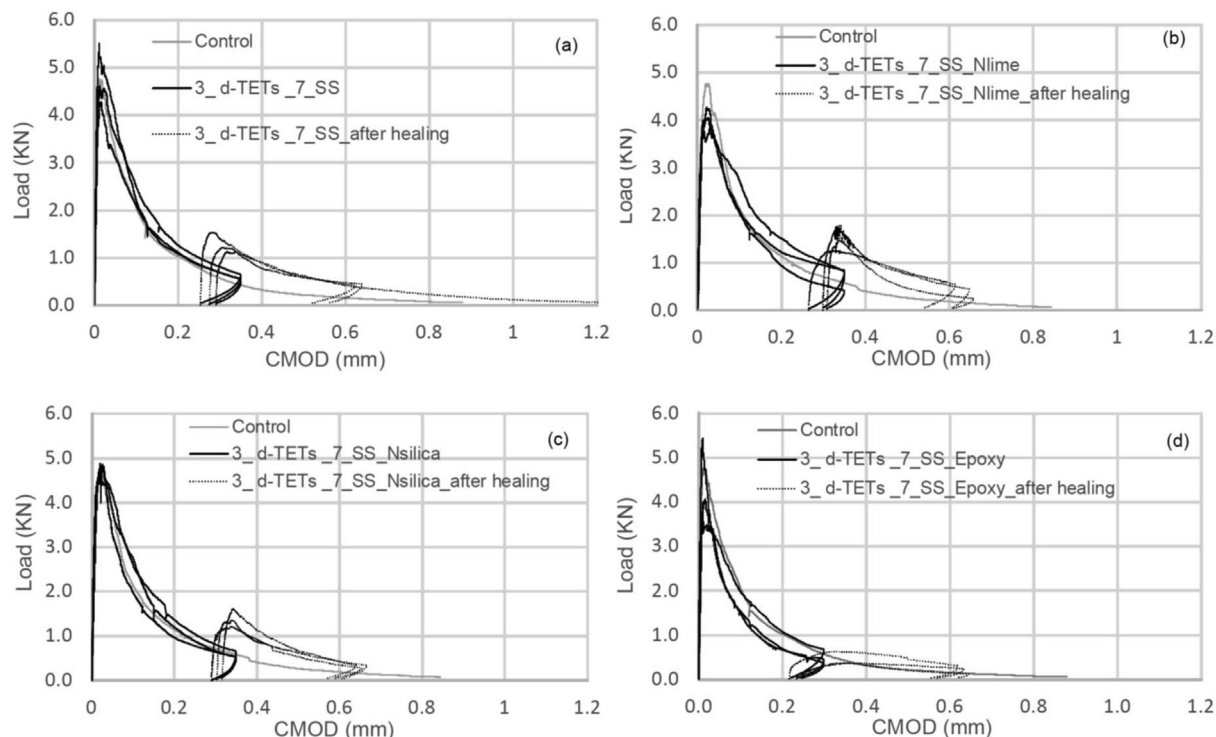 6.0
5.0
4.0
3.0
2.0
1.0
0.0
Load (KN)
Control
3_ d-TETs _7_SS
3_ d-TETs _7_SS_after healing
(a)
0 0.2 0.4 0.6 0.8 1.0 1.2
CMOD (mm)
6.0
5.0
4.0
3.0
2.0
1.0
0.0
Load (KN)
Control
3_ d-TETs _7_SS_Nlime
3_ d-TETs _7_SS_Nlime_after healing
(b)
0 0.2 0.4 0.6 0.8 1 1.2
CMOD (mm)
6.0
5.0
4.0
3.0
2.0
1.0
0.0
Load (KN)
Control
3_ d-TETs _7_SS_Nsilica
3_ d-TETs _7_SS_Nsilica_after healing
(c)
0 0.2 0.4 0.6 0.8 1.0 1.2
CMOD (mm)
6.0
5.0
4.0
3.0
2.0
1.0
0.0
Load (KN)
Control
3_ d-TETs _7_SS_Epoxy
3_ d-TETs _7_SS_Epoxy_after healing
(d)
0.0 0.2 0.4 0.6 0.8 1.0 1.2
CMOD (mm)